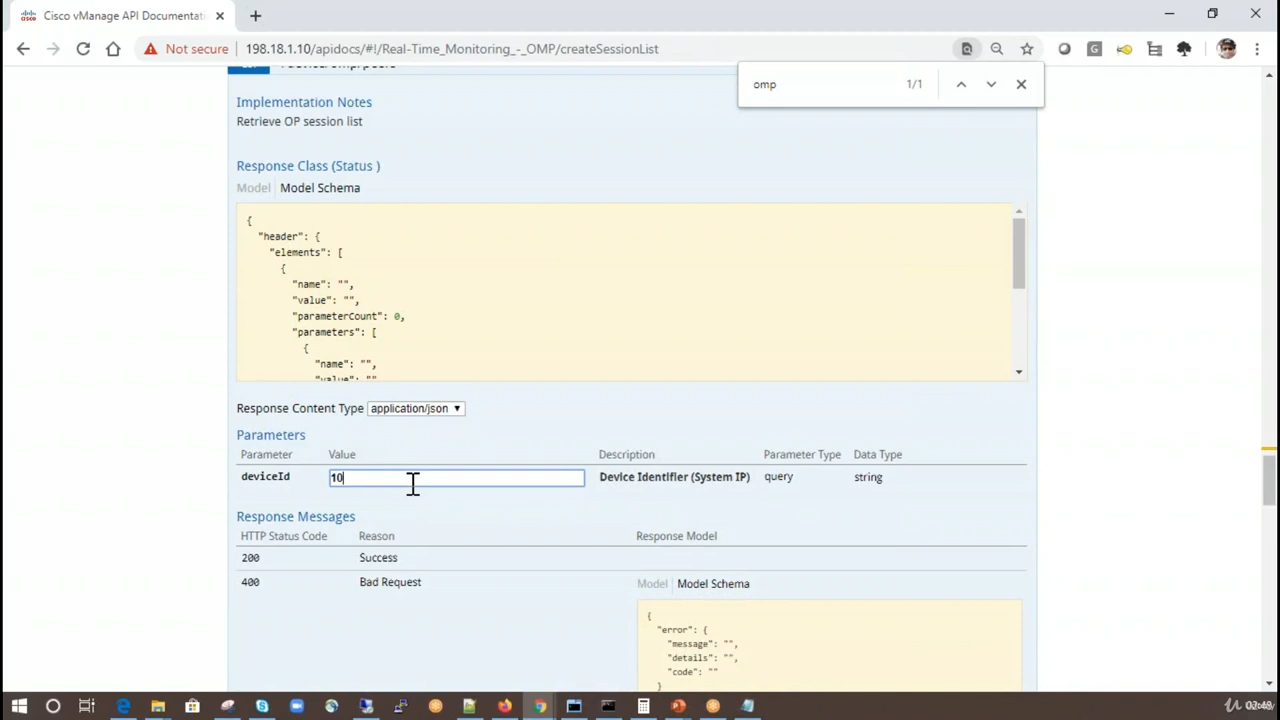 Cisco vManage API Documentat
Not secure | 198.18.1.10/apidocs/#!/Real-Time_Monitoring_-_OMP/createSessionList
omp 1/1
Implementation Notes
Retrieve OP session list
Response Class (Status )
Model Model Schema
{
"header": {
"elements": [
{
"name": "",
"value": "",
"parameterCount": 0,
"parameters": [
{
"name": "",
"value": ""
Response Content Type application/json
Parameters
Parameter Value Description Parameter Type Data Type
deviceId 10 Device Identifier (System IP) query string
Response Messages
HTTP Status Code Reason Response Model
200 Success
400 Bad Request Model Model Schema
{
"error": {
"message": "",
"details": "",
"code": ""
}